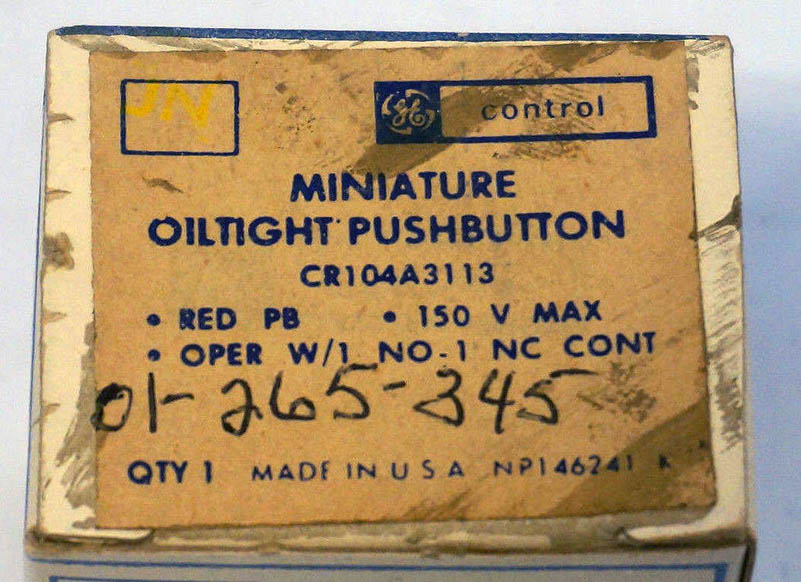 JN
GE control
MINIATURE
OILTIGHT PUSHBUTTON
CR104A3113
• RED PB • 150 V MAX
• OPER W/1 NO-1 NC CONT
01-265-345
QTY 1 MADE IN USA NP146241 K